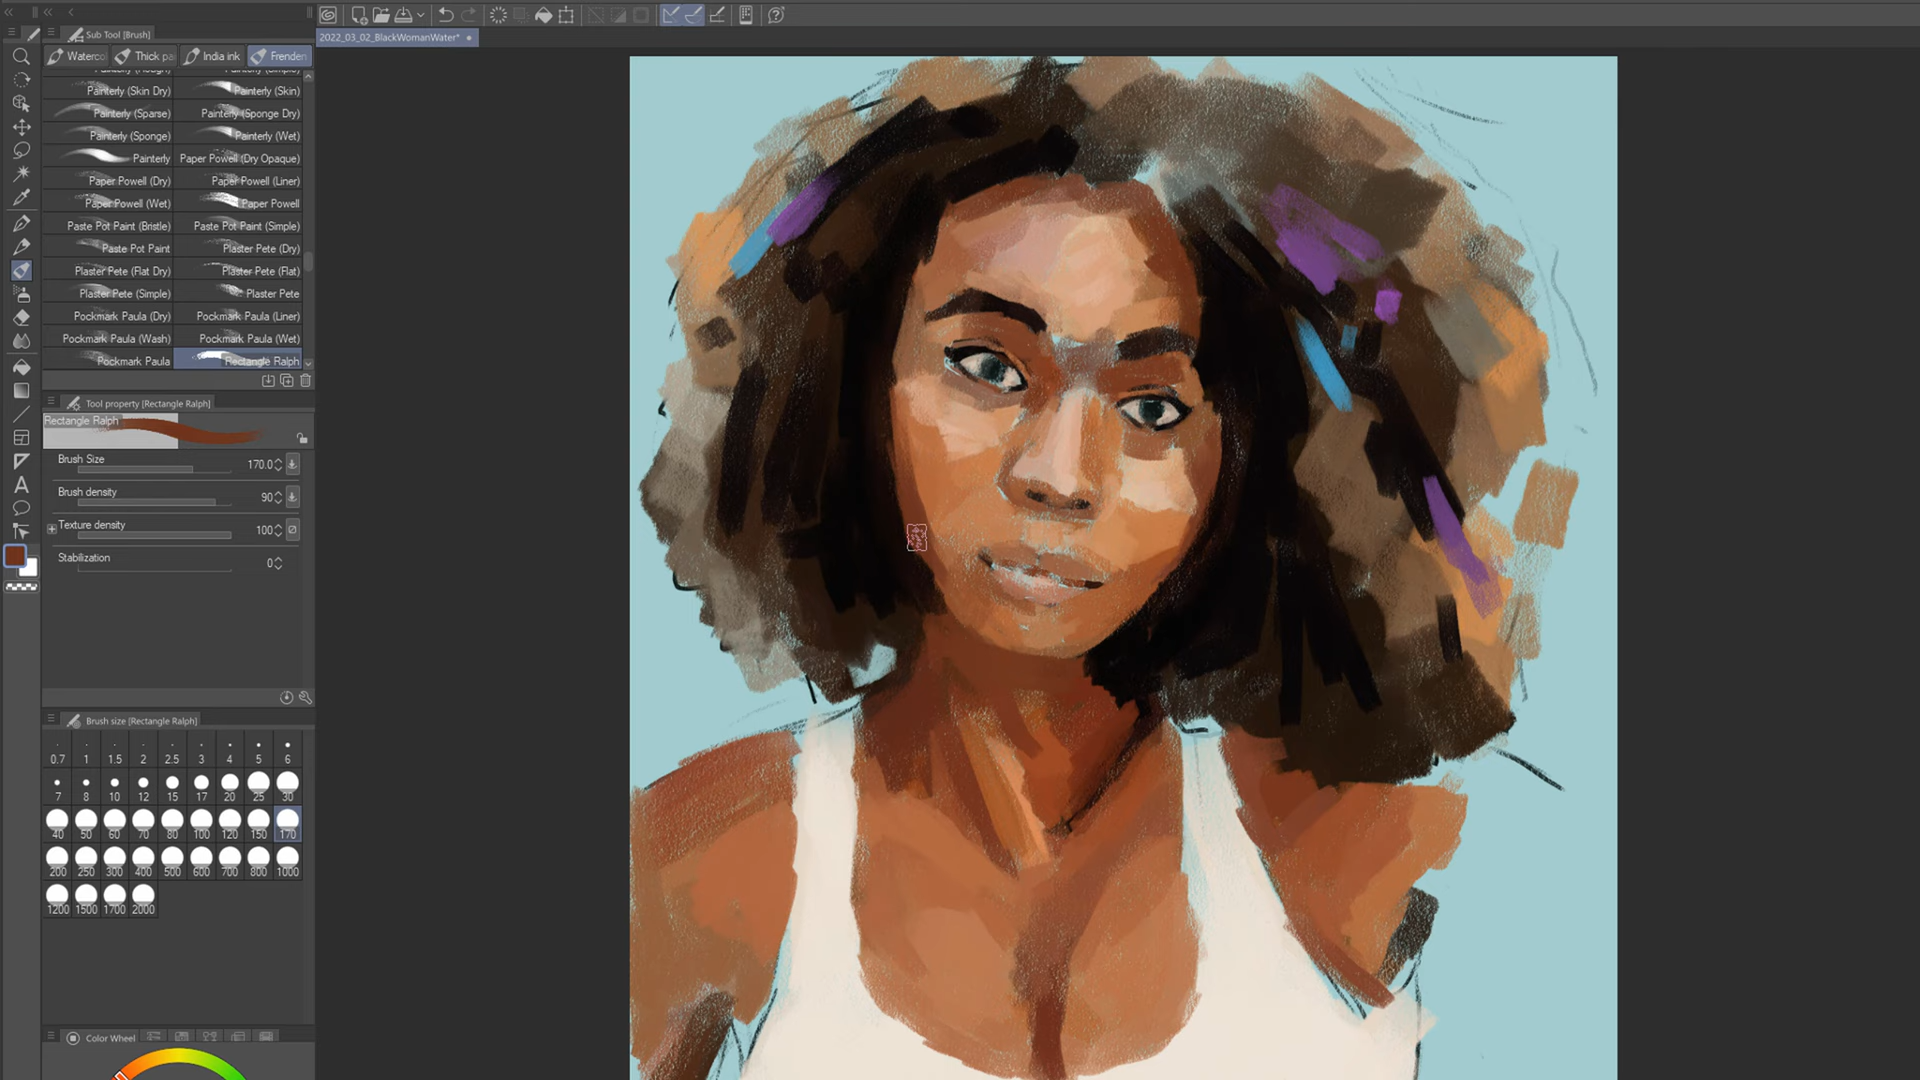 Sub Tool [Brush]
2022_03_02_BlackWomanWater*
Waterco Thick pa India ink Frenden
Painterly (Skin Dry) Painterly (Skin)
Painterly (Sparse) Painterly (Sponge Dry)
Painterly (Sponge) Painterly (Wet)
Painterly Paper Powell (Dry Opaque)
Paper Powell (Dry) Paper Powell (Liner)
Paper Powell (Wet) Paper Powell
Paste Pot Paint (Bristle) Paste Pot Paint (Simple)
Paste Pot Paint Plaster Pete (Dry)
Plaster Pete (Flat Dry) Plaster Pete (Flat)
Plaster Pete (Simple) Plaster Pete
Pockmark Paula (Dry) Pockmark Paula (Liner)
Pockmark Paula (Wash) Pockmark Paula (Wet)
Pockmark Paula Rectangle Ralph
Tool property [Rectangle Ralph]
Rectangle Ralph
Brush Size 170.0
Brush density 90
Texture density 100
Stabilization 0
Brush size [Rectangle Ralph]
0.7 1 1.5 2 2.5 3 4 5 6
7 8 10 12 15 17 20 25 30
40 50 60 70 80 100 120 150 170
200 250 300 400 500 600 700 800 1000
1200 1500 1700 2000
Color Wheel